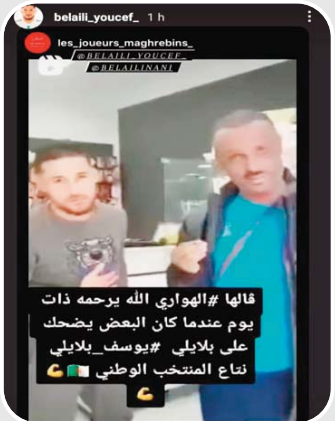 belaili_youcef_ 1 h
les_joueurs_maghrebins_
@BELAILI_YOUCEF_
@BELAILINANI
قالها #الهواري الله يرحمه ذات
يوم عندما كان البعض يضحك
على بلايلي #يوسف_بلايلي
نتاع المنتخب الوطني 🇩🇿💪
💪